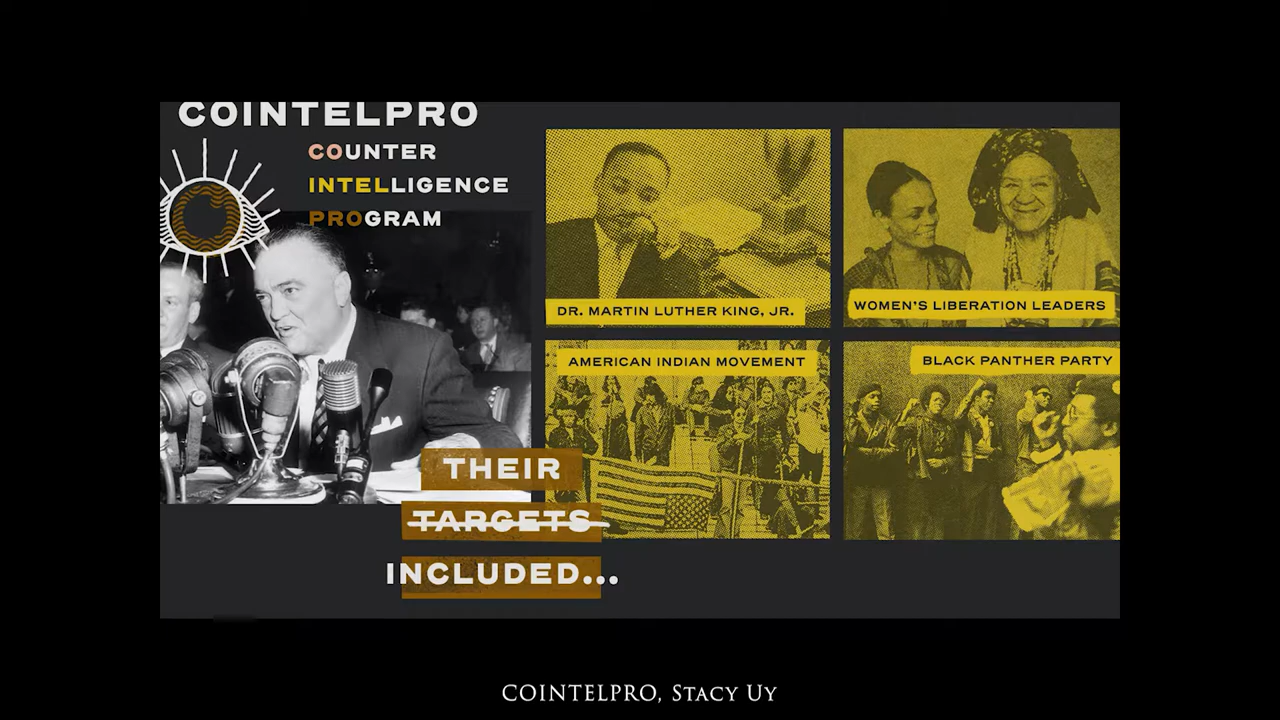 COINTELPRO
COUNTER
INTELLIGENCE
PROGRAM
DR. MARTIN LUTHER KING, JR.
WOMEN'S LIBERATION LEADERS
AMERICAN INDIAN MOVEMENT
BLACK PANTHER PARTY
THEIR
TARGETS
INCLUDED...
COINTELPRO, Stacy Uy